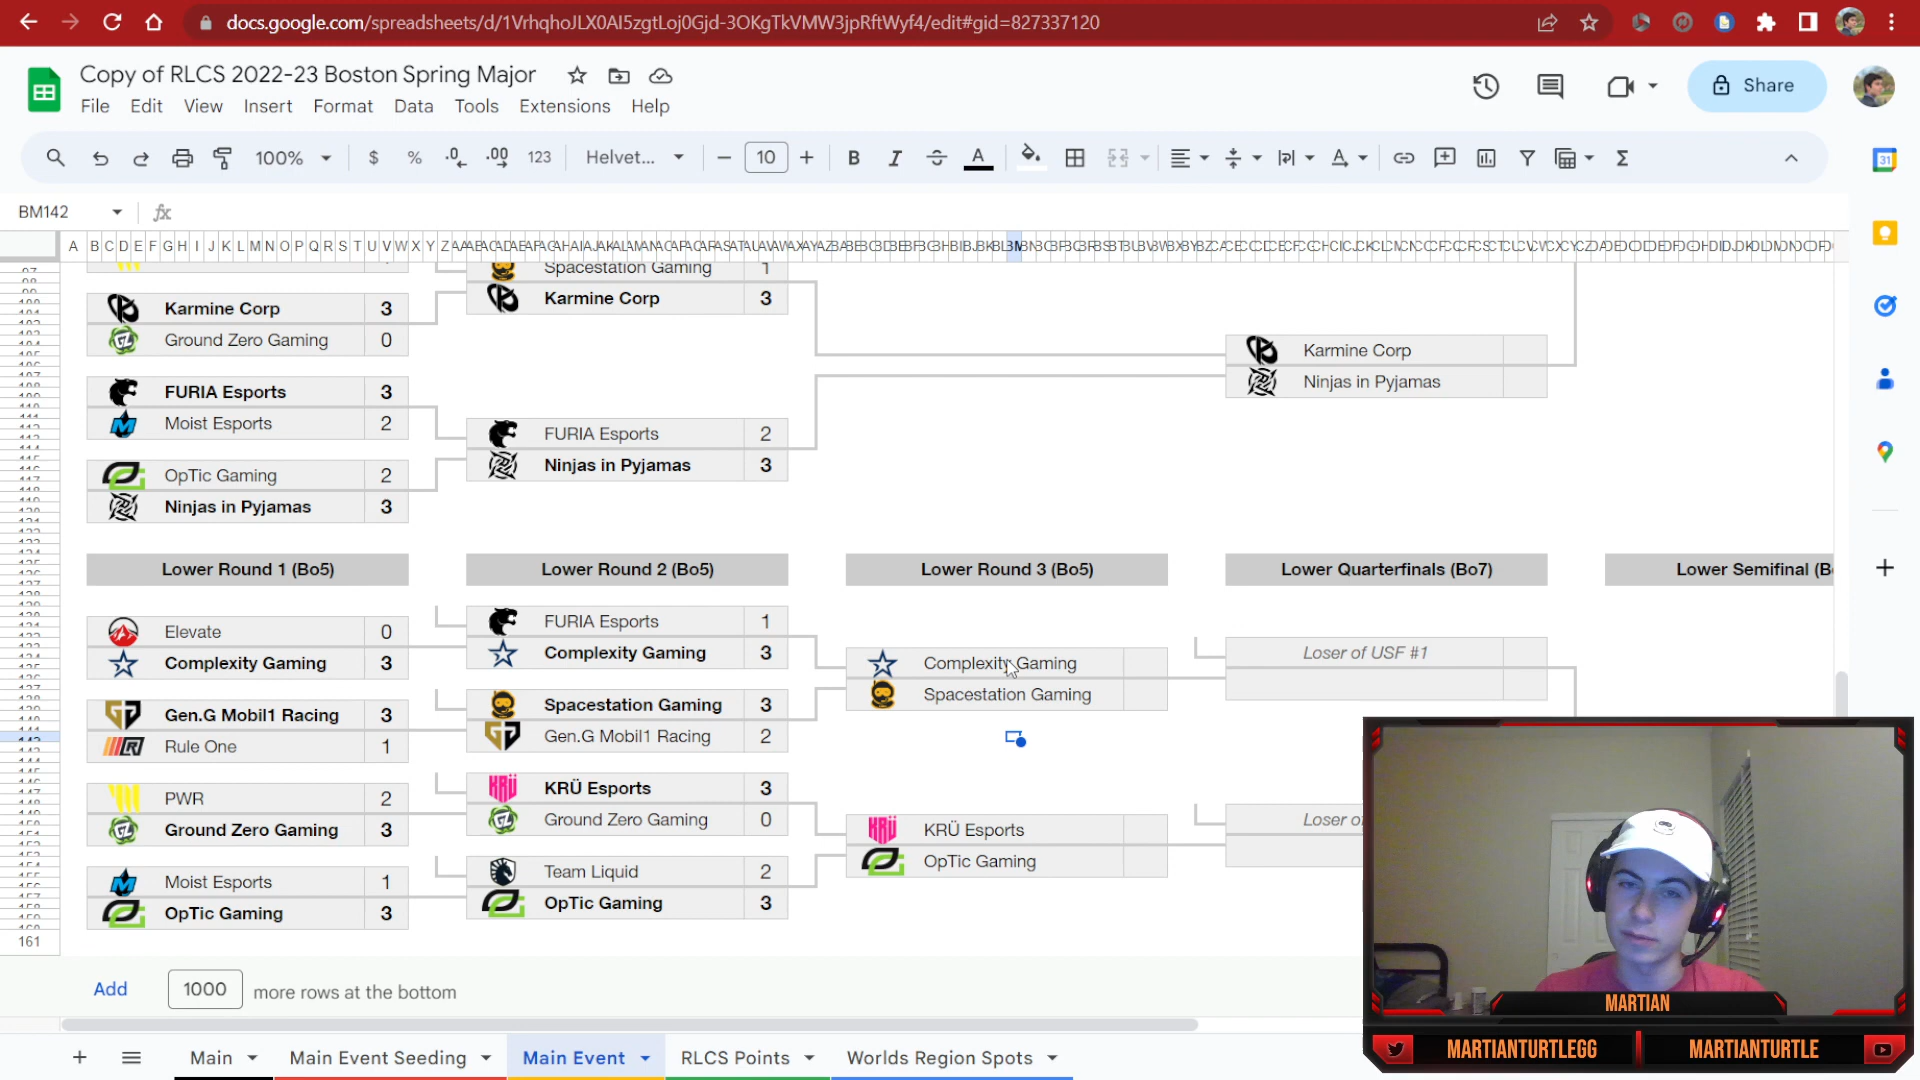 docs.google.com/spreadsheets/d/1VrhqhoJLX0AI5zgtLoj0Gjd-3OKgTkVMW3jpRftWyf4/edit#gid=827337120
Copy of RLCS 2022-23 Boston Spring Major
File Edit View Insert Format Data Tools Extensions Help
Share
100% $ % .0 .00 123 Helvet... 10
BM142
Spacestation Gaming 1
Karmine Corp 3
Karmine Corp 3
Ground Zero Gaming 0
Karmine Corp
Ninjas in Pyjamas
FURIA Esports 3
Moist Esports 2
FURIA Esports 2
Ninjas in Pyjamas 3
OpTic Gaming 2
Ninjas in Pyjamas 3
Lower Round 1 (Bo5) Lower Round 2 (Bo5) Lower Round 3 (Bo5) Lower Quarterfinals (Bo7) Lower Semifinal (B
Elevate 0
Complexity Gaming 3
FURIA Esports 1
Complexity Gaming 3
Complexity Gaming
Spacestation Gaming
Loser of USF #1
Gen.G Mobil1 Racing 3
Rule One 1
Spacestation Gaming 3
Gen.G Mobil1 Racing 2
PWR 2
Ground Zero Gaming 3
KRÜ Esports 3
Ground Zero Gaming 0
KRÜ Esports
OpTic Gaming
Loser of
Moist Esports 1
OpTic Gaming 3
Team Liquid 2
OpTic Gaming 3
161
Add 1000 more rows at the bottom
Main Main Event Seeding Main Event RLCS Points Worlds Region Spots
MARTIAN
MARTIANTURTLEGG MARTIANTURTLE